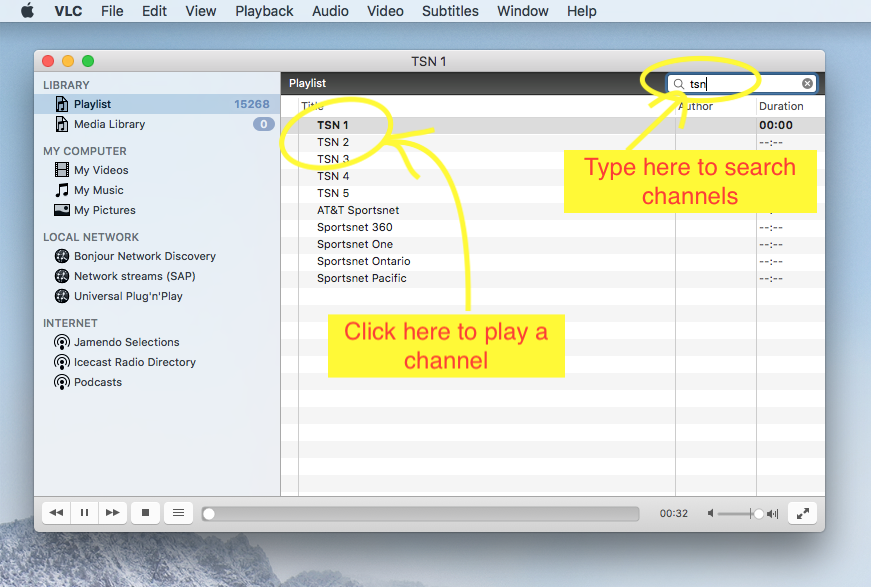 VLC File Edit View Playback Audio Video Subtitles Window Help
TSN 1
LIBRARY
Playlist 15268
Media Library 0
MY COMPUTER
My Videos
My Music
My Pictures
LOCAL NETWORK
Bonjour Network Discovery
Network streams (SAP)
Universal Plug'n'Play
INTERNET
Jamendo Selections
Icecast Radio Directory
Podcasts
Playlist
tsn
Title Author Duration
TSN 1 00:00
TSN 2 --:--
TSN 3
TSN 4
TSN 5
AT&T Sportsnet
Sportsnet 360 --:--
Sportsnet One --:--
Sportsnet Ontario --:--
Sportsnet Pacific --:--
Type here to search
channels
Click here to play a
channel
00:32